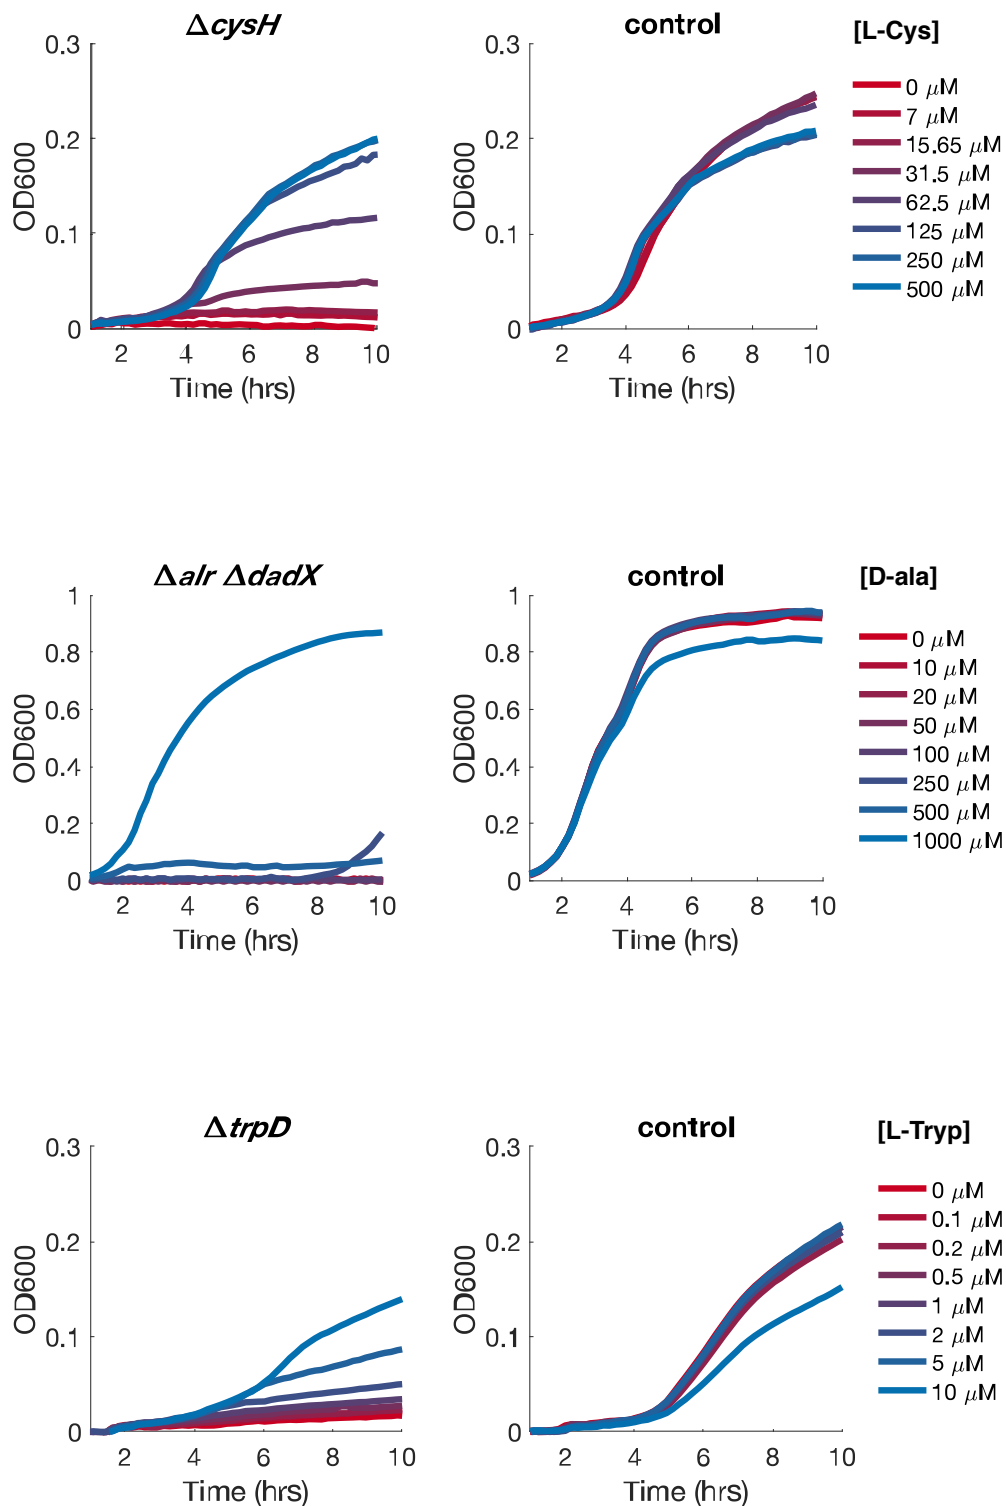 ΔcysH
control
[L-Cys]
0.3
0.2
0.1
0
OD600
2
4
6
8
10
Time (hrs)
0.3
0.2
0.1
0
OD600
2
4
6
8
10
Time (hrs)
0 μM
7 μM
15.65 μM
31.5 μM
62.5 μM
125 μM
250 μM
500 μM
Δalr ΔdadX
control
[D-ala]
1
0.8
0.6
0.4
0.2
0
OD600
2
4
6
8
10
Time (hrs)
1
0.8
0.6
0.4
0.2
0
OD600
2
4
6
8
10
Time (hrs)
0 μM
10 μM
20 μM
50 μM
100 μM
250 μM
500 μM
1000 μM
ΔtrpD
control
[L-Tryp]
0.3
0.2
0.1
0
OD600
2
4
6
8
10
Time (hrs)
0.3
0.2
0.1
0
OD600
2
4
6
8
10
Time (hrs)
0 μM
0.1 μM
0.2 μM
0.5 μM
1 μM
2 μM
5 μM
10 μM